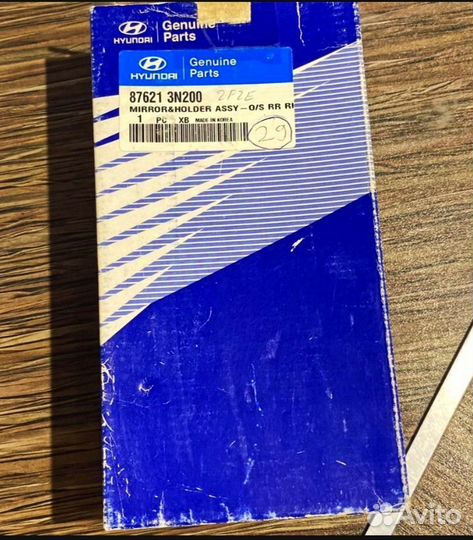 HYUNDAI
Genuine
Parts
HYUNDAI
Genuine
Parts
87621 3N200
MIRROR&HOLDER ASSY-O/S RR R
1 PC XB MADE IN KOREA
29
Avito